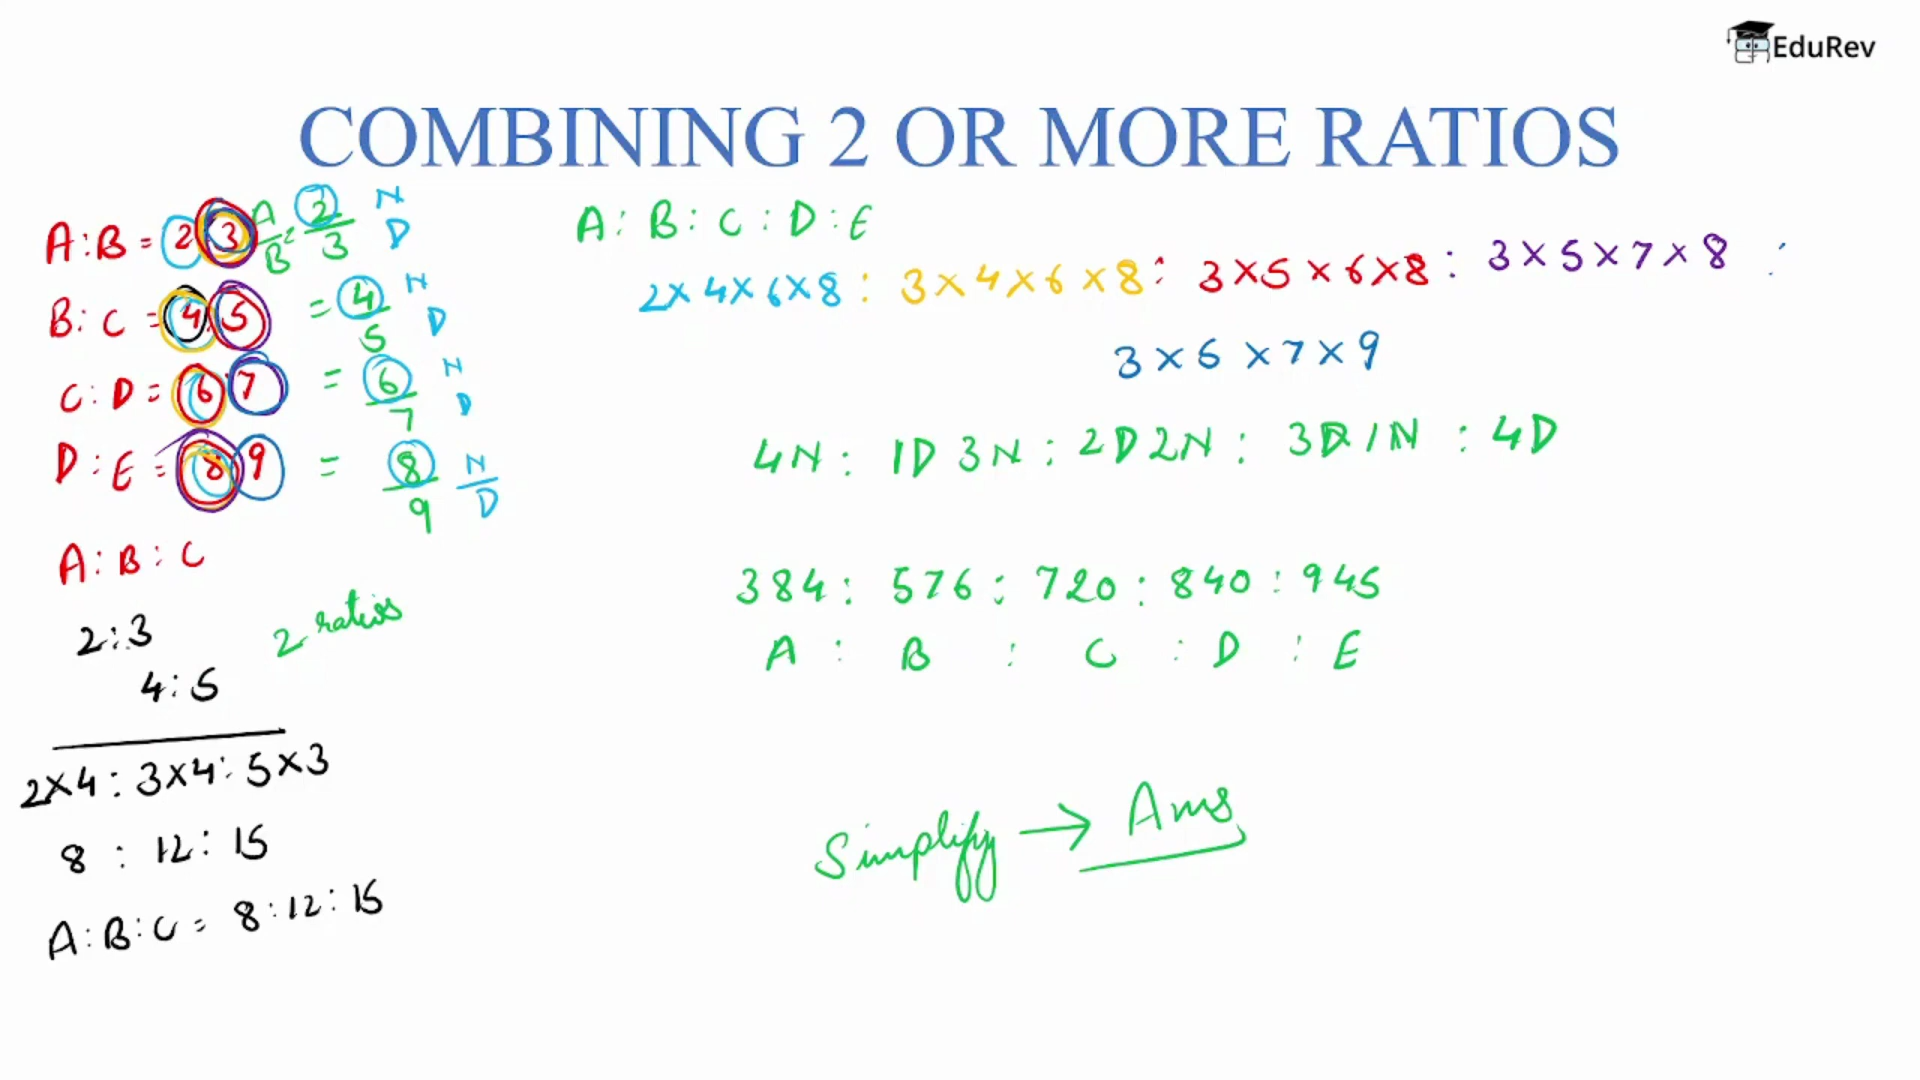 EduRev
COMBINING 2 OR MORE RATIOS
A:B = 2 3 A/B = 2/3 N D
B:C = 4:5 = 4/5 N D
C:D = 6 7 = 6/7 N D
D:E = 8 9 = 8/9 N/D
A:B:C
2:3
4:5
2 ratios
2×4 : 3×4 : 5×3
8 : 12 : 15
A:B:C = 8:12:15
A : B : C : D : E
2×4×6×8 : 3×4×6×8 : 3×5×6×8 : 3×5×7×8 :
3×5×7×9
4N : 1D 3N : 2D 2N : 3D 1N : 4D
384 : 576 : 720 : 840 : 945
A : B : C : D : E
Simplify → Ans